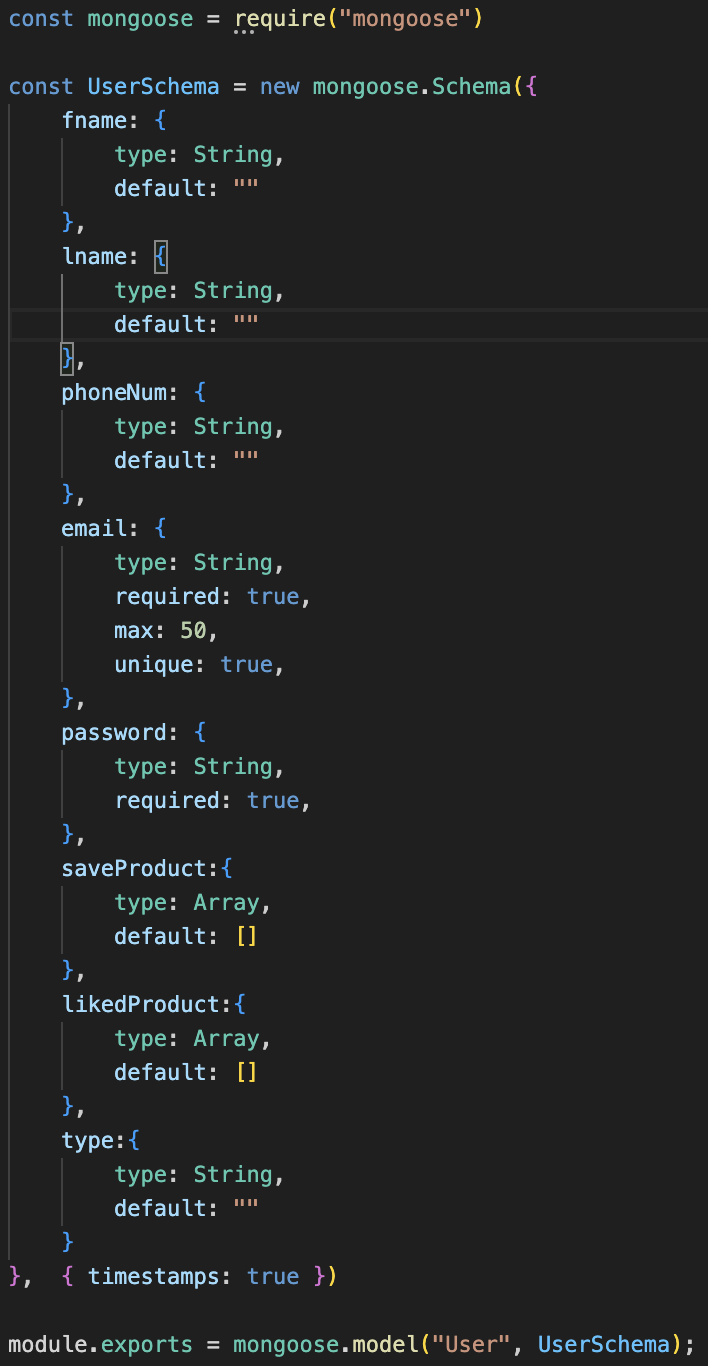 const mongoose = require("mongoose")
const UserSchema = new mongoose.Schema({
    fname: {
        type: String,
        default: ""
    },
    lname: {
        type: String,
        default: ""
    },
    phoneNum: {
        type: String,
        default: ""
    },
    email: {
        type: String,
        required: true,
        max: 50,
        unique: true,
    },
    password: {
        type: String,
        required: true,
    },
    saveProduct:{
        type: Array,
        default: []
    },
    likedProduct:{
        type: Array,
        default: []
    },
    type:{
        type: String,
        default: ""
    }
},  { timestamps: true })
module.exports = mongoose.model("User", UserSchema);